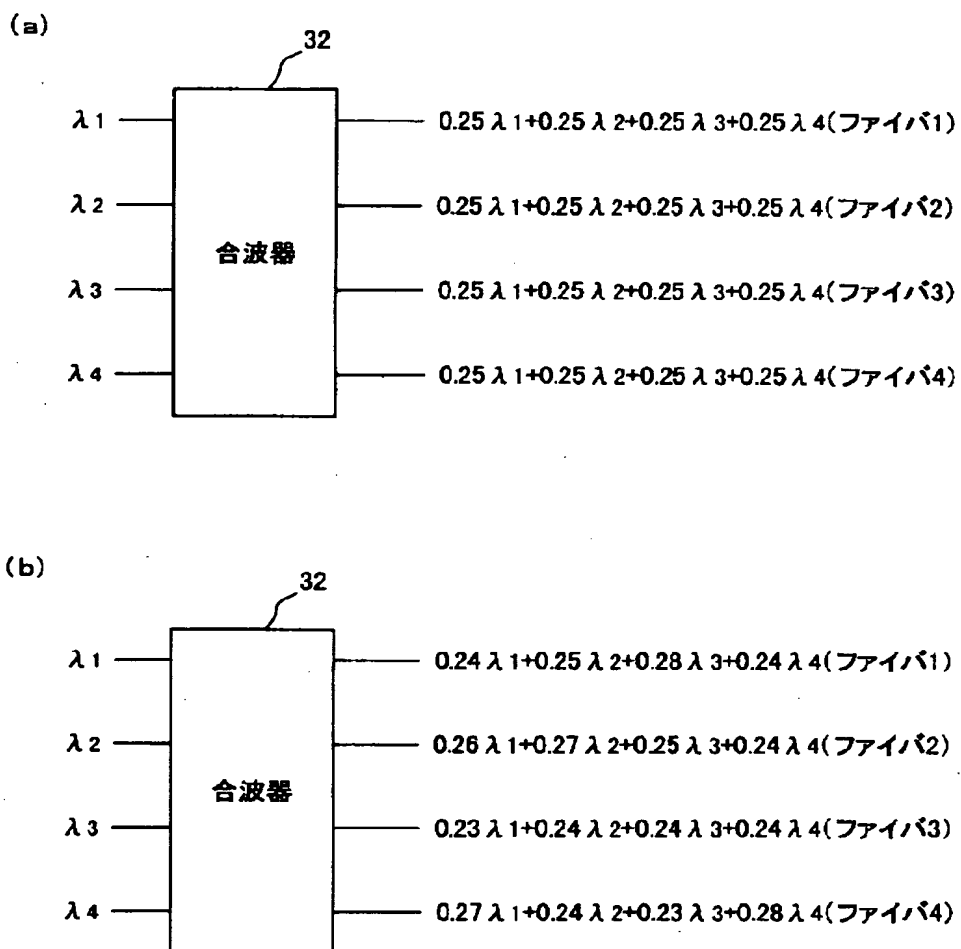 (a)
32
λ1 0.25λ1+0.25λ2+0.25λ3+0.25λ4(ファイバ1)
λ2 0.25λ1+0.25λ2+0.25λ3+0.25λ4(ファイバ2)
合波器
λ3 0.25λ1+0.25λ2+0.25λ3+0.25λ4(ファイバ3)
λ4 0.25λ1+0.25λ2+0.25λ3+0.25λ4(ファイバ4)
(b)
32
λ1 0.24λ1+0.25λ2+0.28λ3+0.24λ4(ファイバ1)
λ2 0.26λ1+0.27λ2+0.25λ3+0.24λ4(ファイバ2)
合波器
λ3 0.23λ1+0.24λ2+0.24λ3+0.24λ4(ファイバ3)
λ4 0.27λ1+0.24λ2+0.23λ3+0.28λ4(ファイバ4)